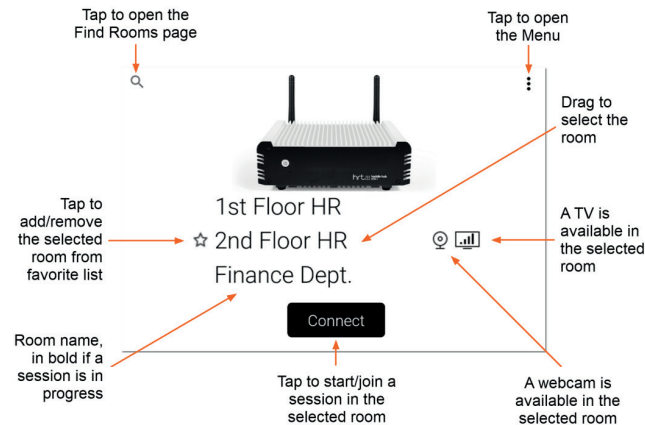 Tap to open the
Find Rooms page
Tap to open
the Menu
Drag to
select the
room
1st Floor HR
2nd Floor HR
Finance Dept.
Connect
Tap to
add/remove
the selected
room from
favorite list
A TV is
available in
the selected
room
Room name,
in bold if a
session is in
progress
Tap to start/join a
session in the
selected room
A webcam is
available in the
selected room